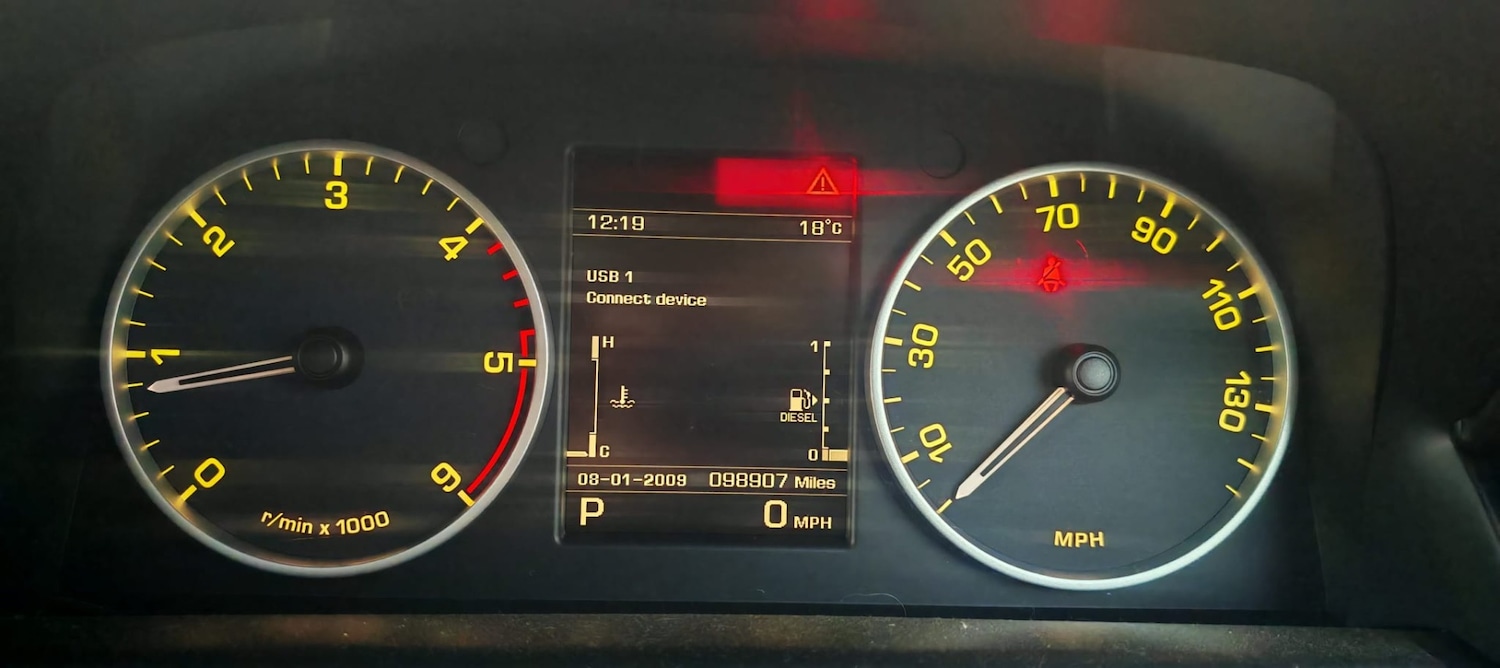 0
1
2
3
4
5
6
r/min x 1000
12:19 18°C
USB 1
Connect device
H
C
1
DIESEL
0
08-01-2009 098907 Miles
P 0 MPH
10
30
50
70
90
110
130
MPH